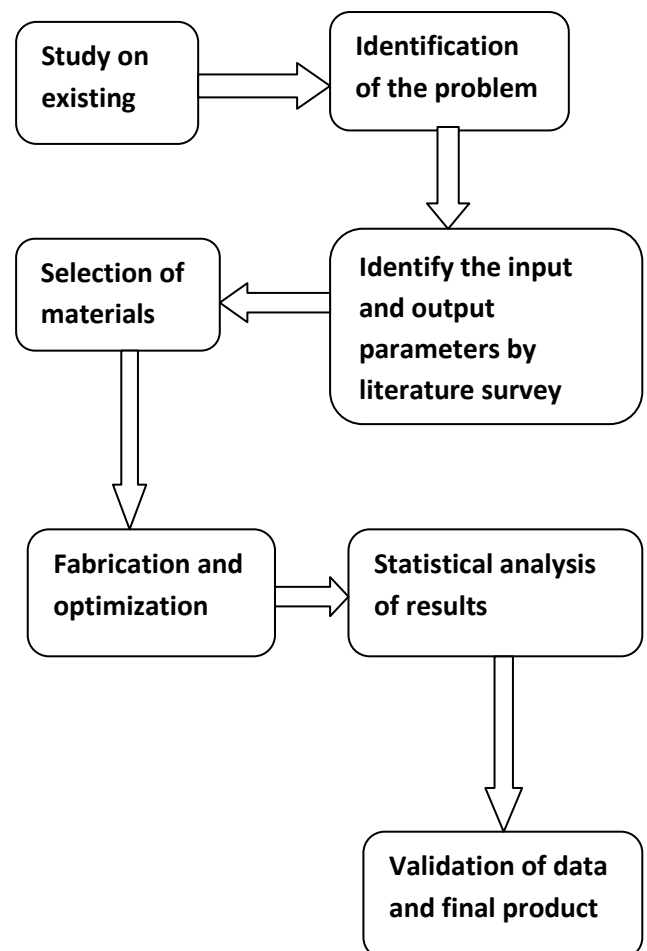 Study on
existing
Identification
of the problem
Identify the input
and output
parameters by
literature survey
Selection of
materials
Fabrication and
optimization
Statistical analysis
of results
Validation of data
and final product